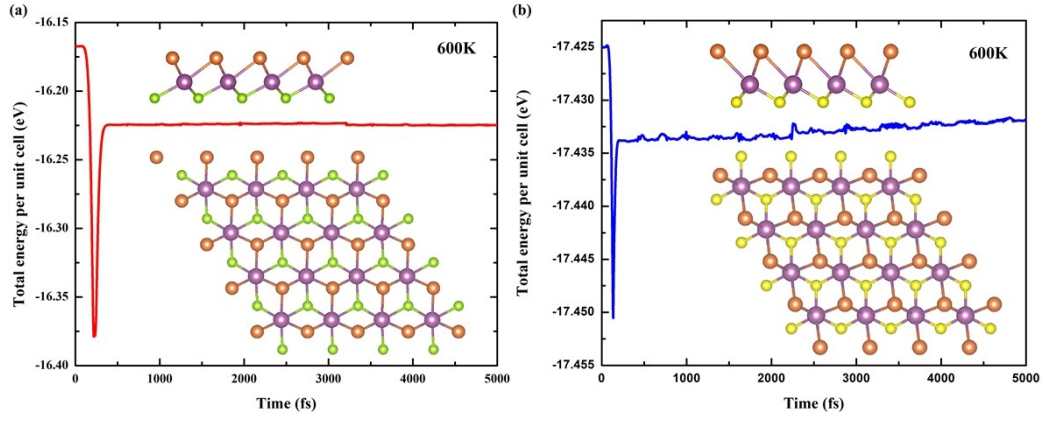 (a)
600K
-16.15
-16.20
-16.25
-16.30
-16.35
-16.40
Total energy per unit cell (eV)
0 1000 2000 3000 4000 5000
Time (fs)
(b)
600K
-17.425
-17.430
-17.435
-17.440
-17.445
-17.450
-17.455
Total energy per unit cell (eV)
0 1000 2000 3000 4000 5000
Time (fs)